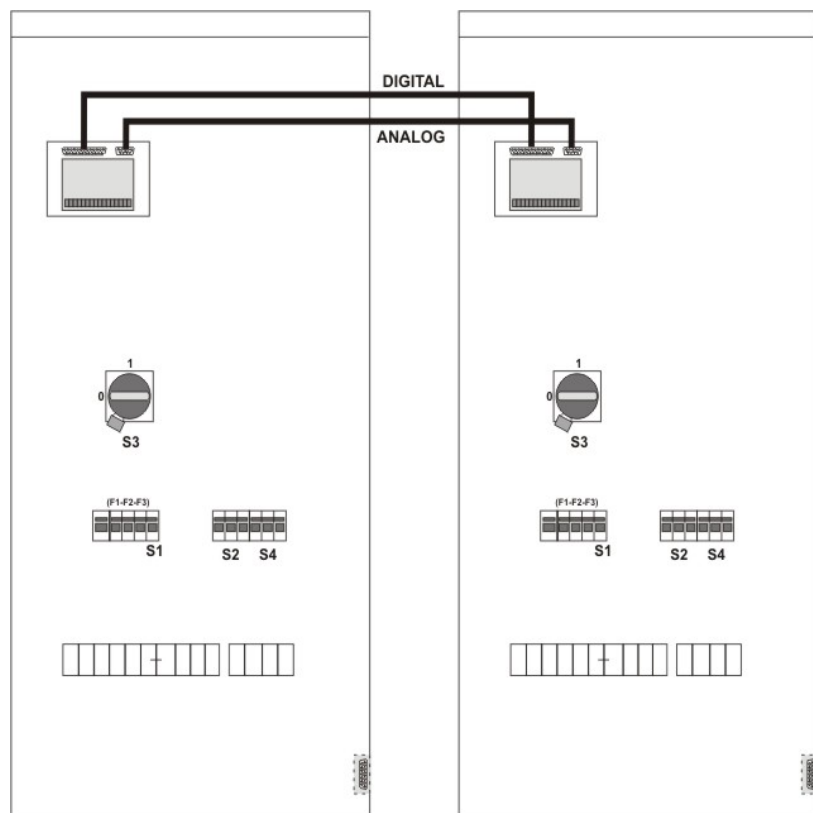 DIGITAL
ANALOG
1
0
S3
1
0
S3
(F1-F2-F3)
S1
S2 S4
(F1-F2-F3)
S1
S2 S4